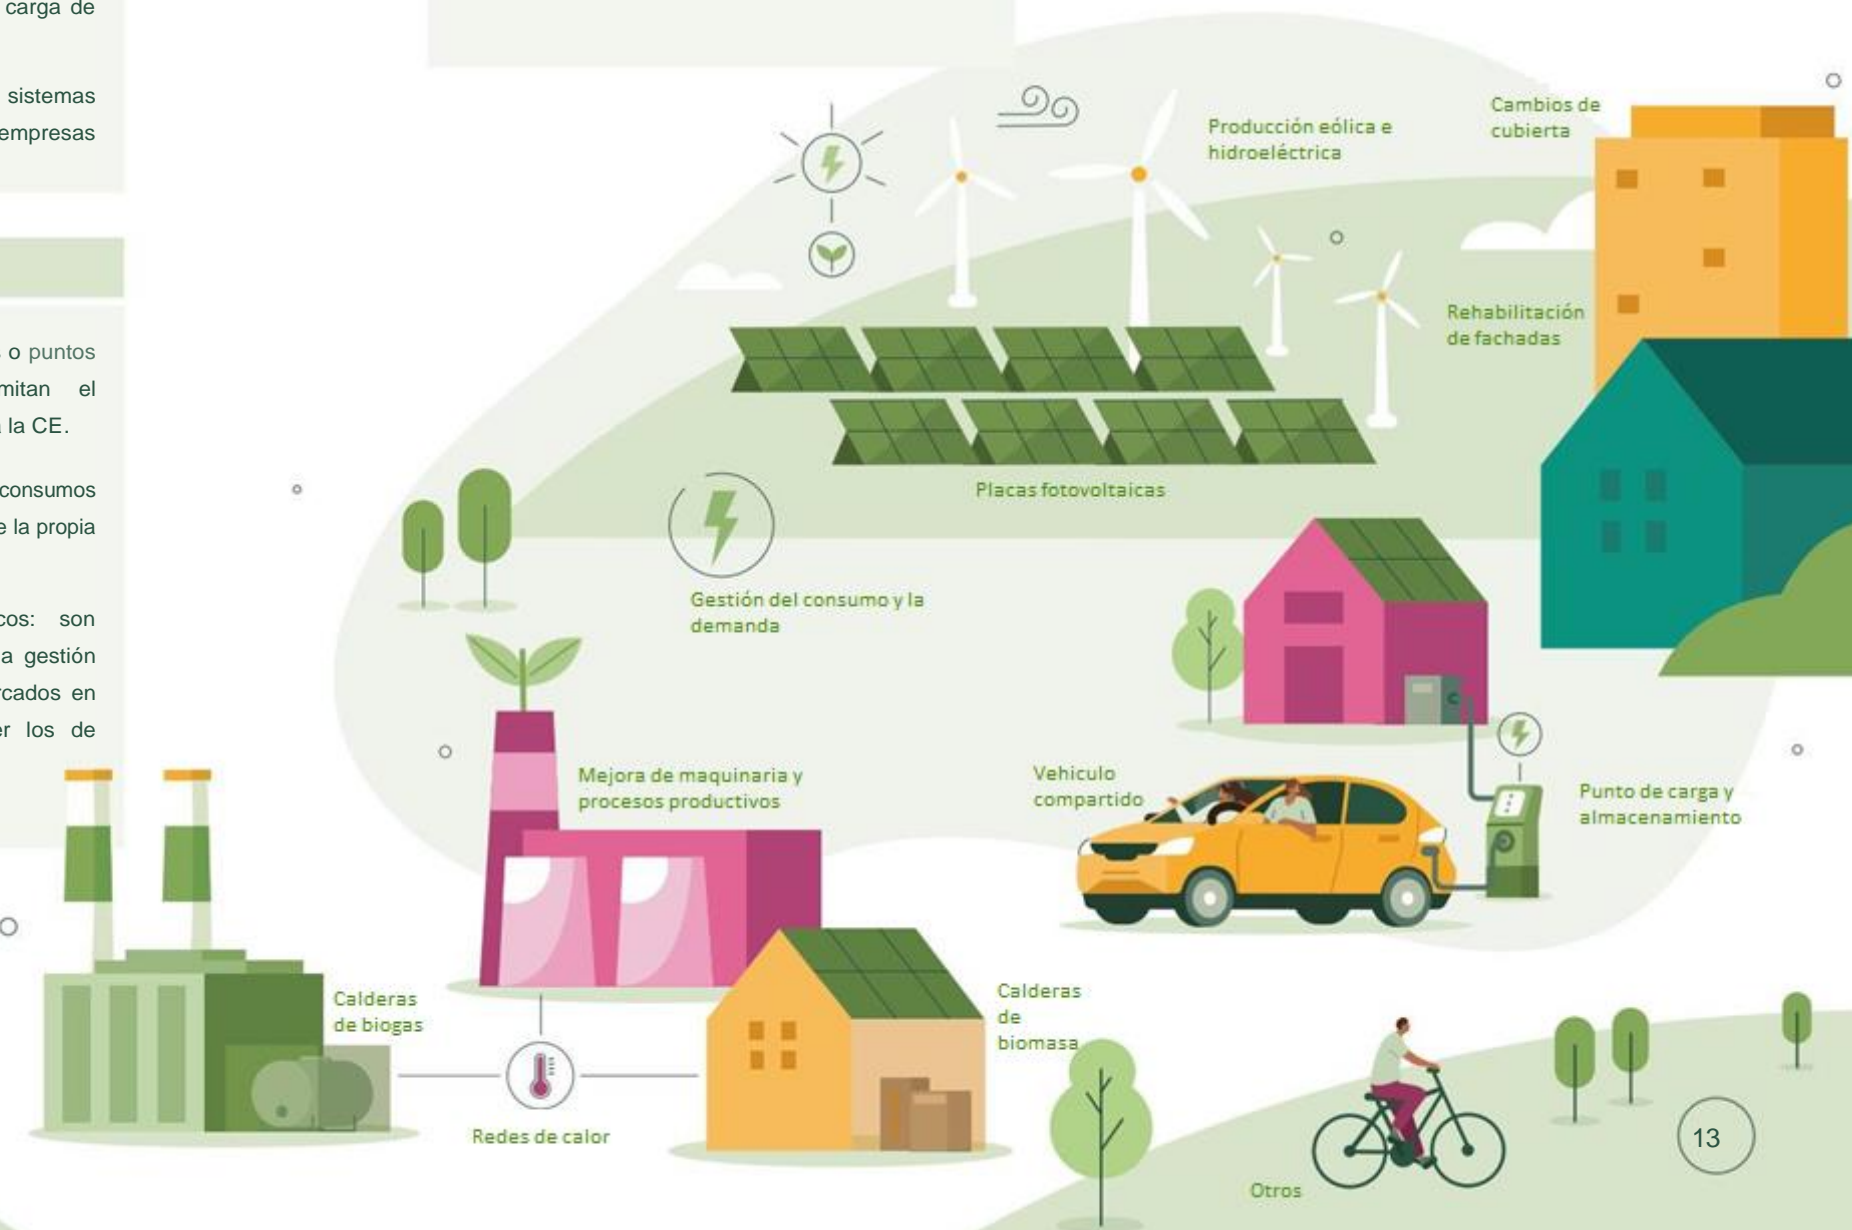 carga de
sistemas
empresas
o puntos
mitan el
la CE.
consumos
e la propia
cos: son
a gestión
rcados en
er los de
Producción eólica e
hidroeléctrica
Cambios de
cubierta
Rehabilitación
de fachadas
Placas fotovoltaicas
Gestión del consumo y la
demanda
Mejora de maquinaria y
procesos productivos
Vehiculo
compartido
Punto de carga y
almacenamiento
Calderas
de biogas
Calderas
de
biomasa
Redes de calor
Otros
13